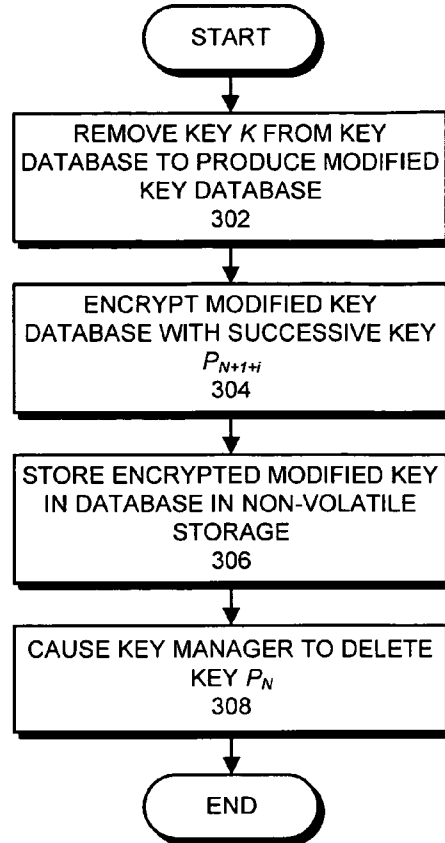 START
REMOVE KEY K FROM KEY
DATABASE TO PRODUCE MODIFIED
KEY DATABASE
302
ENCRYPT MODIFIED KEY
DATABASE WITH SUCCESSIVE KEY
P_{N+1+i}
304
STORE ENCRYPTED MODIFIED KEY
IN DATABASE IN NON-VOLATILE
STORAGE
306
CAUSE KEY MANAGER TO DELETE
KEY P_N
308
END